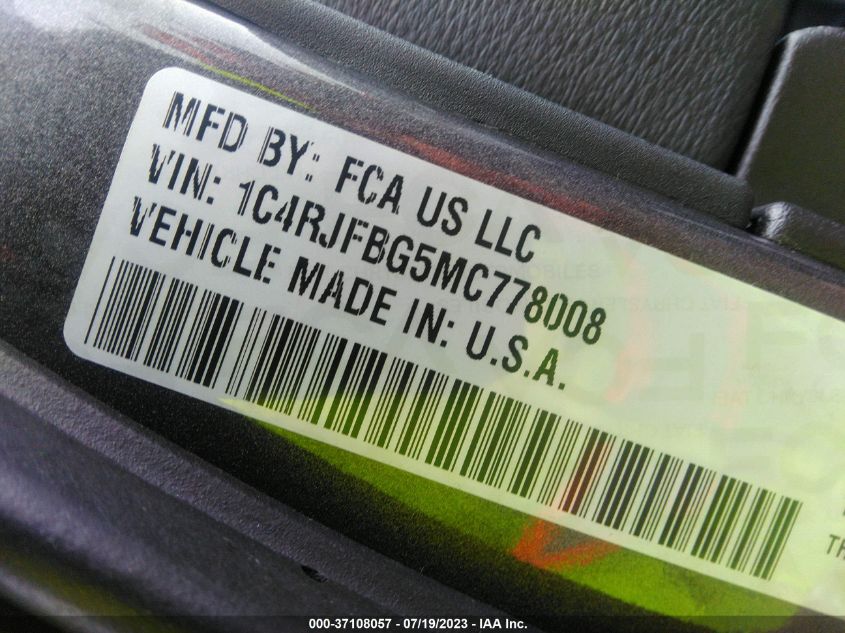 MFD BY: FCA US LLC
VIN: 1C4RJFBG5MC778008
VEHICLE MADE IN: U.S.A.
000-37108057 - 07/19/2023 - IAA Inc.